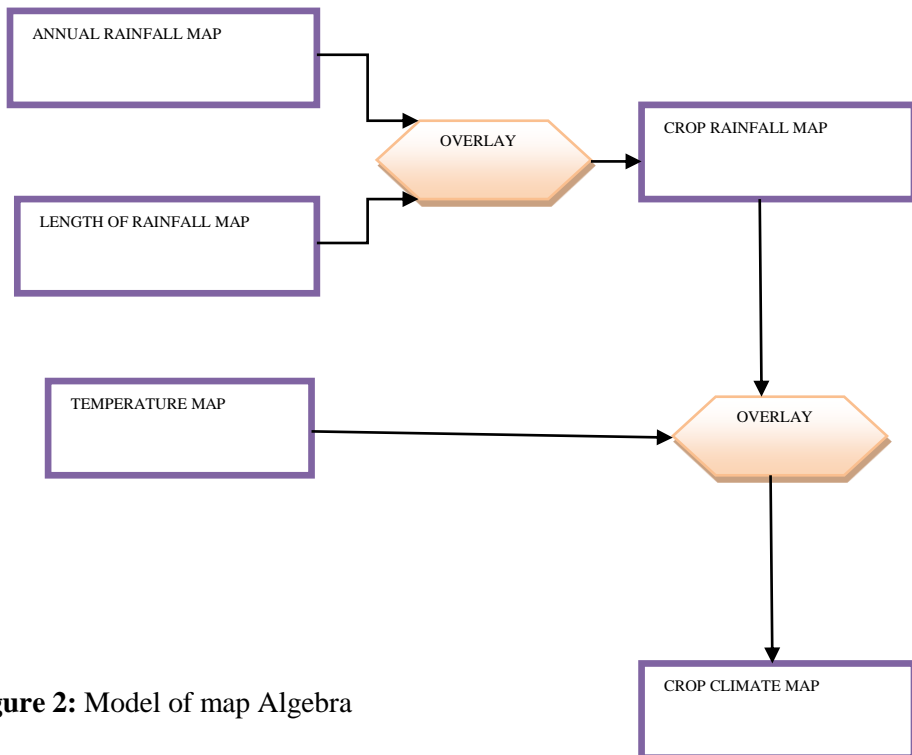 ANNUAL RAINFALL MAP
OVERLAY
CROP RAINFALL MAP
LENGTH OF RAINFALL MAP
TEMPERATURE MAP
OVERLAY
CROP CLIMATE MAP
gure 2: Model of map Algebra